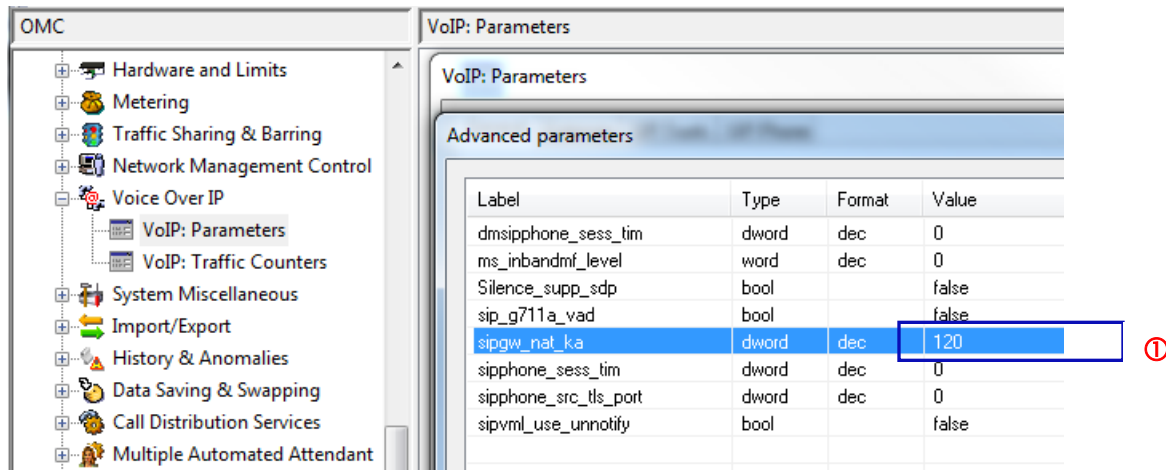 OMC
Hardware and Limits
Metering
Traffic Sharing & Barring
Network Management Control
Voice Over IP
VoIP: Parameters
VoIP: Traffic Counters
System Miscellaneous
Import/Export
History & Anomalies
Data Saving & Swapping
Call Distribution Services
Multiple Automated Attendant
VoIP: Parameters
VoIP: Parameters
Advanced parameters
Label Type Format Value
dmsipphone_sess_tim dword dec 0
ms_inbandmf_level word dec 0
Silence_supp_sdp bool false
sip_g711a_vad bool false
sipgw_nat_ka dword dec 120
①
sipphone_sess_tim dword dec 0
sipphone_src_tls_port dword dec 0
sipvml_use_unnotify bool false